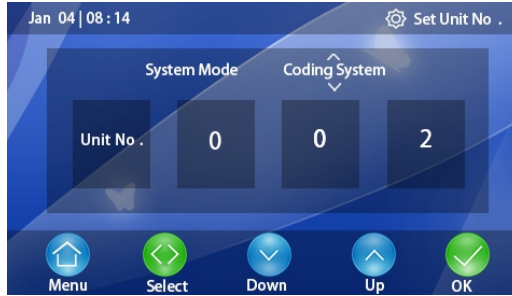 Jan 04 | 08 : 14 Set Unit No .
System Mode Coding System
Unit No . 0 0 2
Menu Select Down Up OK